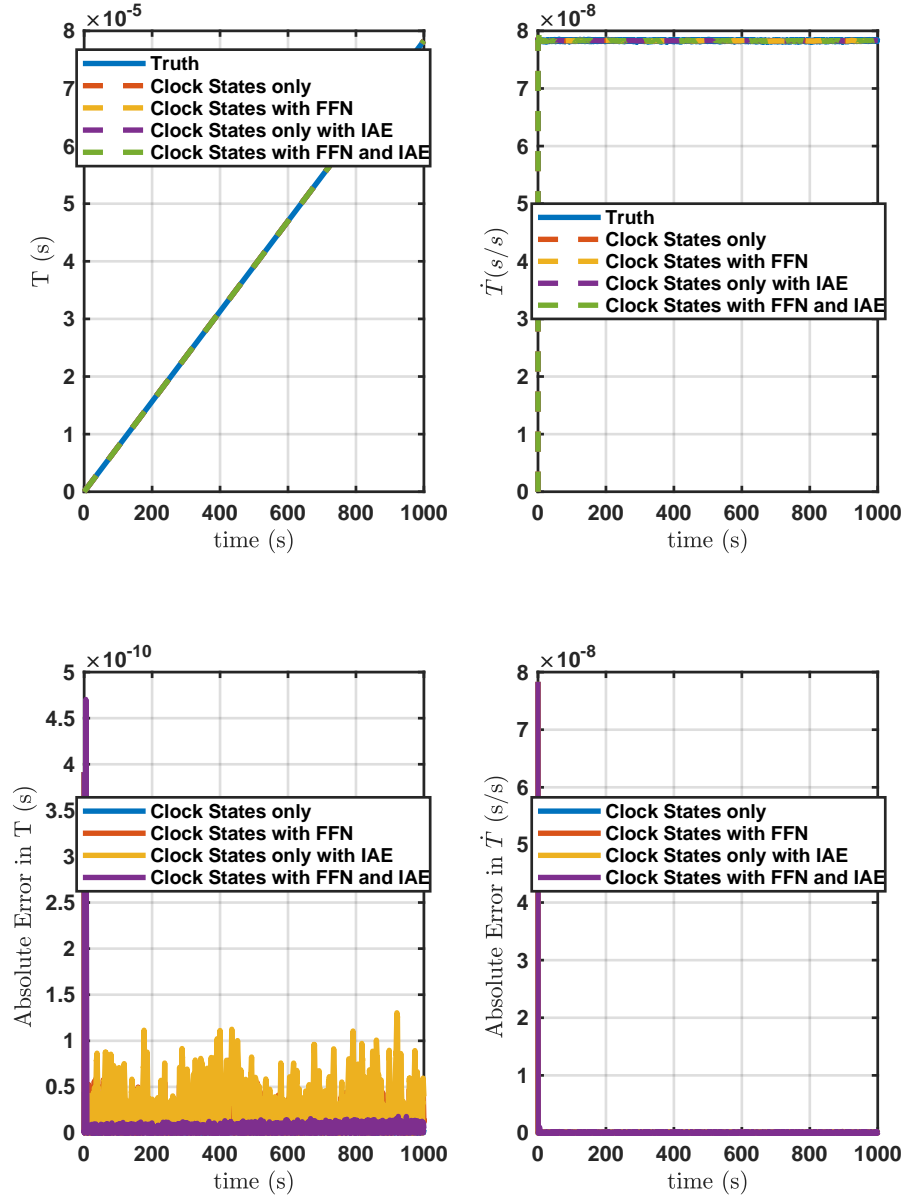 ×10⁻⁵
8
7
6
5
4
3
2
1
0
T (s)
Truth
Clock States only
Clock States with FFN
Clock States only with IAE
Clock States with FFN and IAE
0 200 400 600 800 1000
time (s)
×10⁻⁸
8
7
6
5
4
3
2
1
0
Ṫ(s/s)
Truth
Clock States only
Clock States with FFN
Clock States only with IAE
Clock States with FFN and IAE
0 200 400 600 800 1000
time (s)
×10⁻¹⁰
5
4.5
4
3.5
3
2.5
2
1.5
1
0.5
0
Absolute Error in T (s)
Clock States only
Clock States with FFN
Clock States only with IAE
Clock States with FFN and IAE
0 200 400 600 800 1000
time (s)
×10⁻⁸
8
7
5
4
3
2
1
0
Absolute Error in Ṫ (s/s)
Clock States only
Clock States with FFN
Clock States only with IAE
Clock States with FFN and IAE
0 200 400 600 800 1000
time (s)